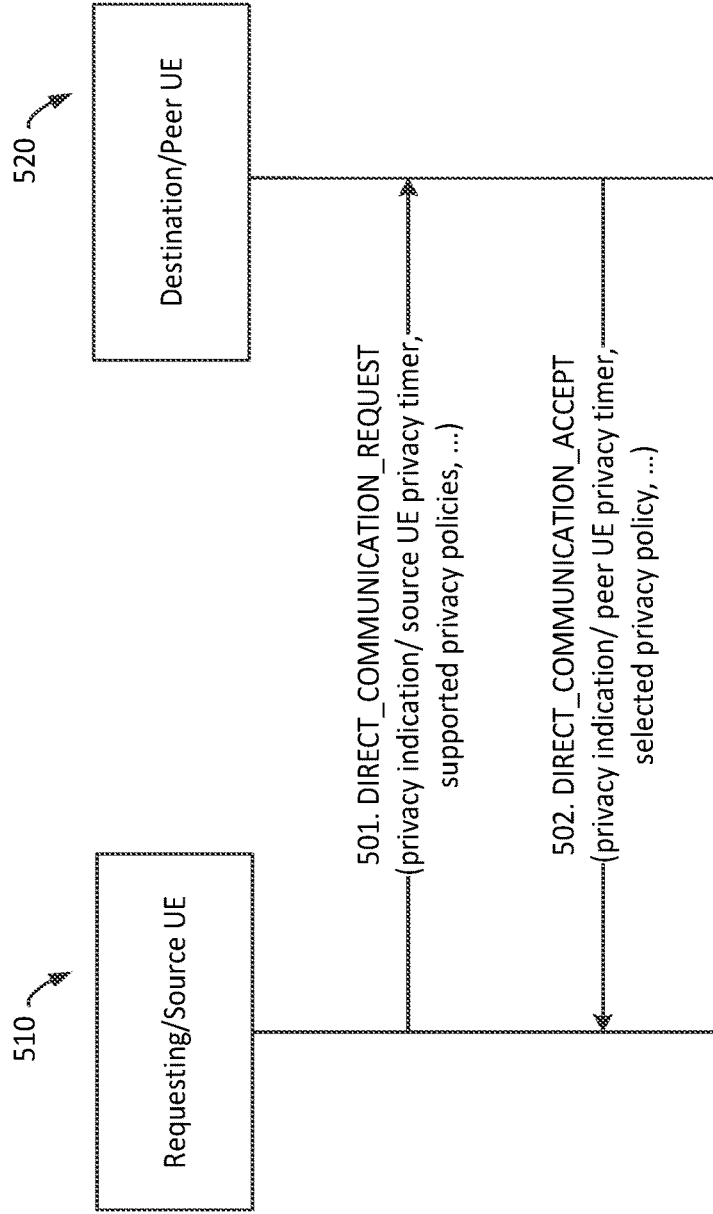 510
520
Requesting/Source UE
Destination/Peer UE
501. DIRECT_COMMUNICATION_REQUEST
(privacy indication/ source UE privacy timer,
supported privacy policies, ...)
502. DIRECT_COMMUNICATION_ACCEPT
(privacy indication/ peer UE privacy timer,
selected privacy policy, ...)